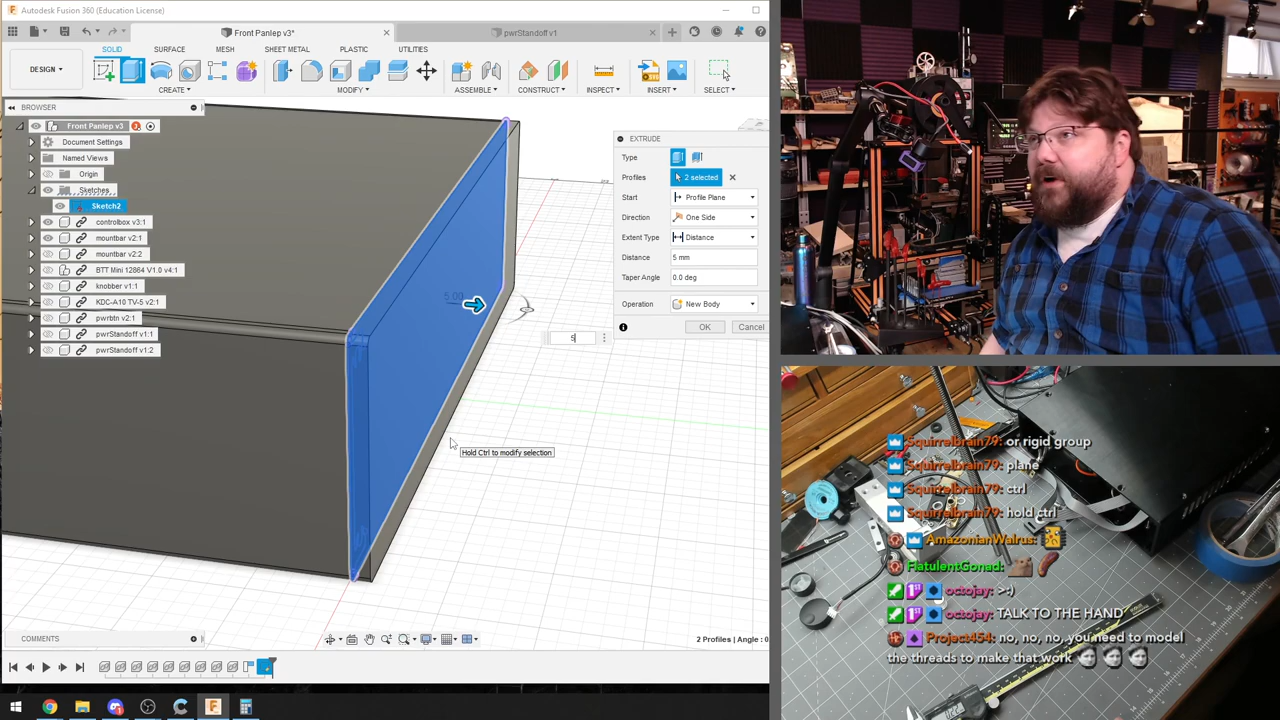 Autodesk Fusion 360 (Education License)
Front Panlep v3*
pwrStandoff v1
DESIGN
SOLID
SURFACE
MESH
SHEET METAL
PLASTIC
UTILITIES
CREATE
MODIFY
ASSEMBLE
CONSTRUCT
INSPECT
INSERT
SELECT
BROWSER
Front Panlep v3
Document Settings
Named Views
Origin
Sketches
Sketch2
controlbox v3:1
mountbar v2:1
mountbar v2:2
BTT Mini 12864 V1.0 v4:1
knobber v1:1
KDC-A10 TV-5 v2:1
pwrbtn v2:1
pwrStandoff v1:1
pwrStandoff v1:2
EXTRUDE
Type
Profiles 2 selected
Start Profile Plane
Direction One Side
Extent Type Distance
Distance 5 mm
Taper Angle 0.0 deg
Operation New Body
OK Cancel
5.00
5
Hold Ctrl to modify selection
COMMENTS
2 Profiles | Angle : 0
Squirrelbrain79: or rigid group
Squirrelbrain79: plane
Squirrelbrain79: ctrl
Squirrelbrain79: hold ctrl
AmazonianWalrus:
FlatulentGonad:
octojay: >:)
octojay: TALK TO THE HAND
Project454: no, no, no, you need to model
the threads to make that work